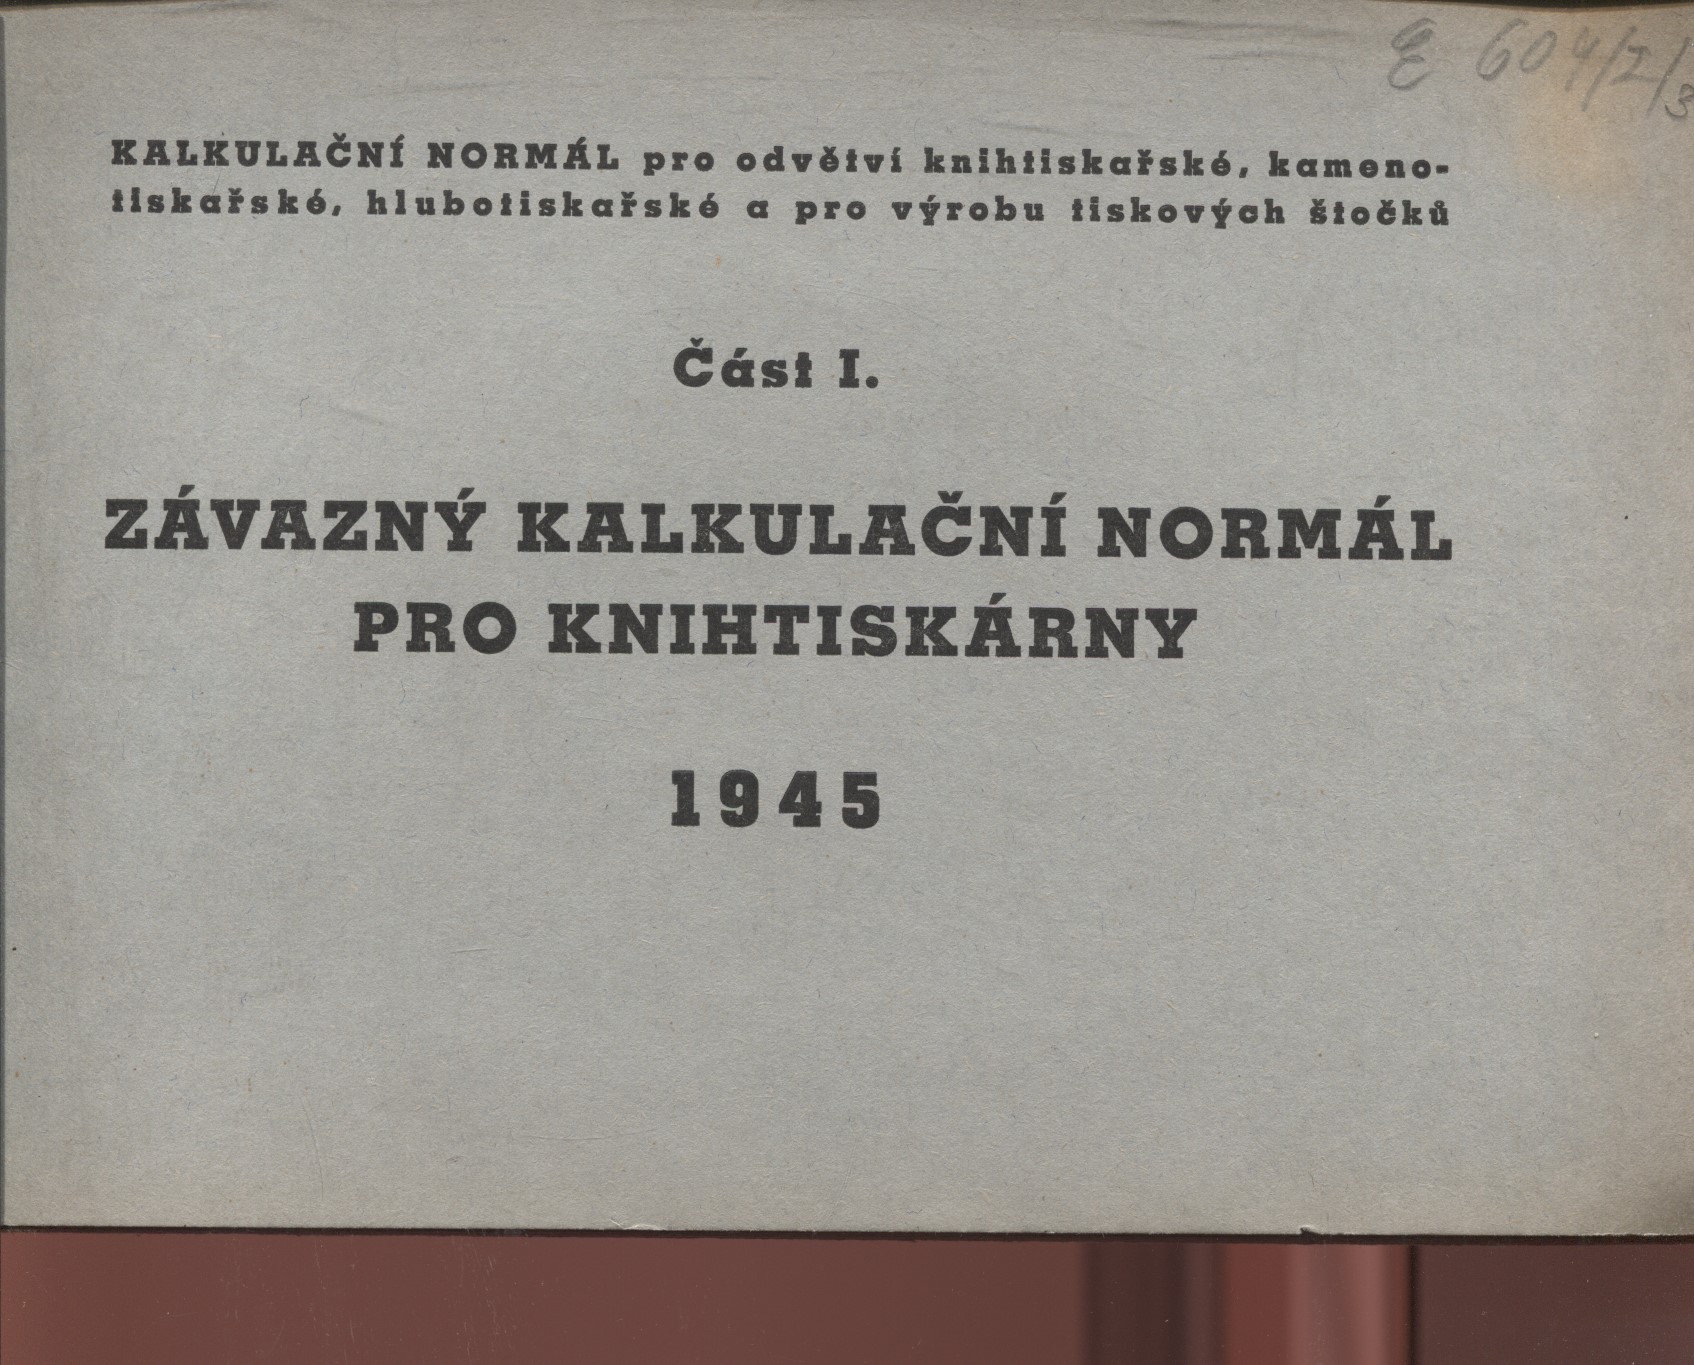 E 604/I/3
KALKULAČNÍ NORMÁL pro odvětví knihtiskařské, kameno-
tiskařské, hlubotiskařské a pro výrobu tiskových štočků
Část I.
ZÁVAZNÝ KALKULAČNÍ NORMÁL
PRO KNIHTISKÁRNY
1945